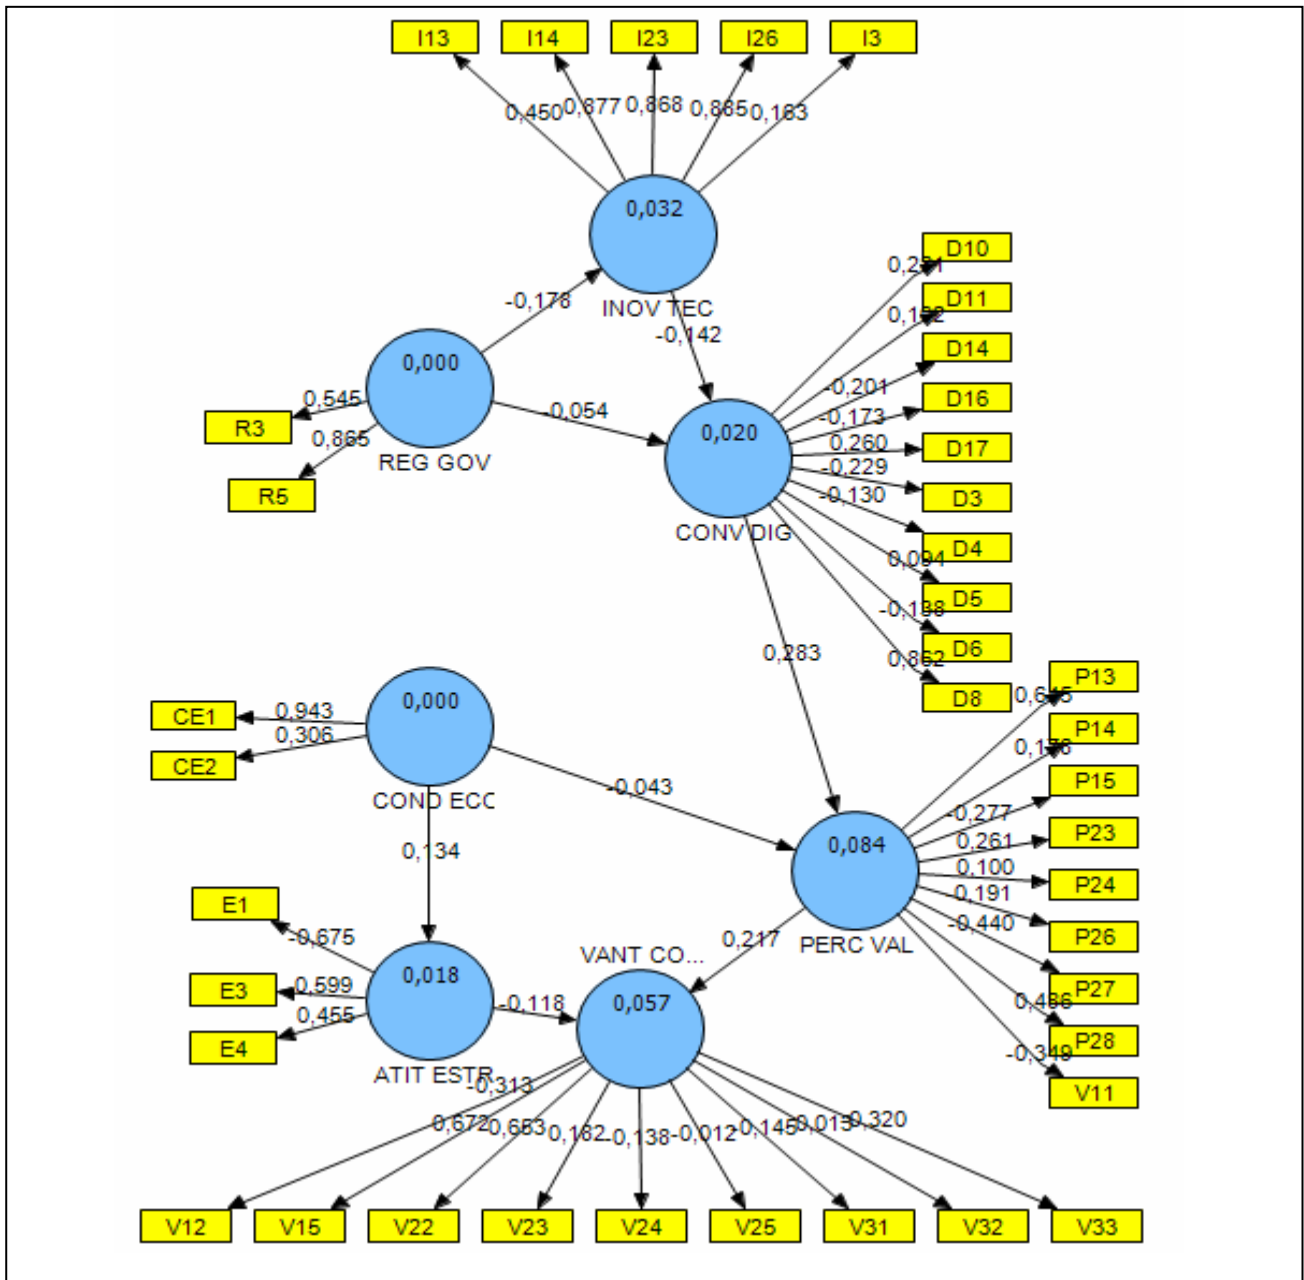 I13 I14 I23 I26 I3
0,450 0,877 0,868 0,885 0,163
0,032
INOV TEC
-0,178
-0,142
D10
D11
D14
-0,201
D16
-0,173
D17
0,260
D3
-0,229
D4
-0,130
D5
0,094
D6
D8
0,862
0,000
REG GOV
0,545
R3
0,865
R5
-0,054
0,020
CONV DIG
0,283
0,000
COND ECO
CE1
0,943
CE2
0,306
-0,043
0,134
P13
P14
P15
-0,277
P23
0,261
P24
0,100
P26
0,191
P27
-0,440
P28
V11
-0,349
0,084
PERC VAL
E1
-0,675
E3
0,599
E4
0,455
0,018
ATIT ESTR
-0,118
VANT CO...
0,057
0,217
-0,313
0,672 0,653 0,182 -0,138 -0,012 -0,145 0,320
V12 V15 V22 V23 V24 V25 V31 V32 V33